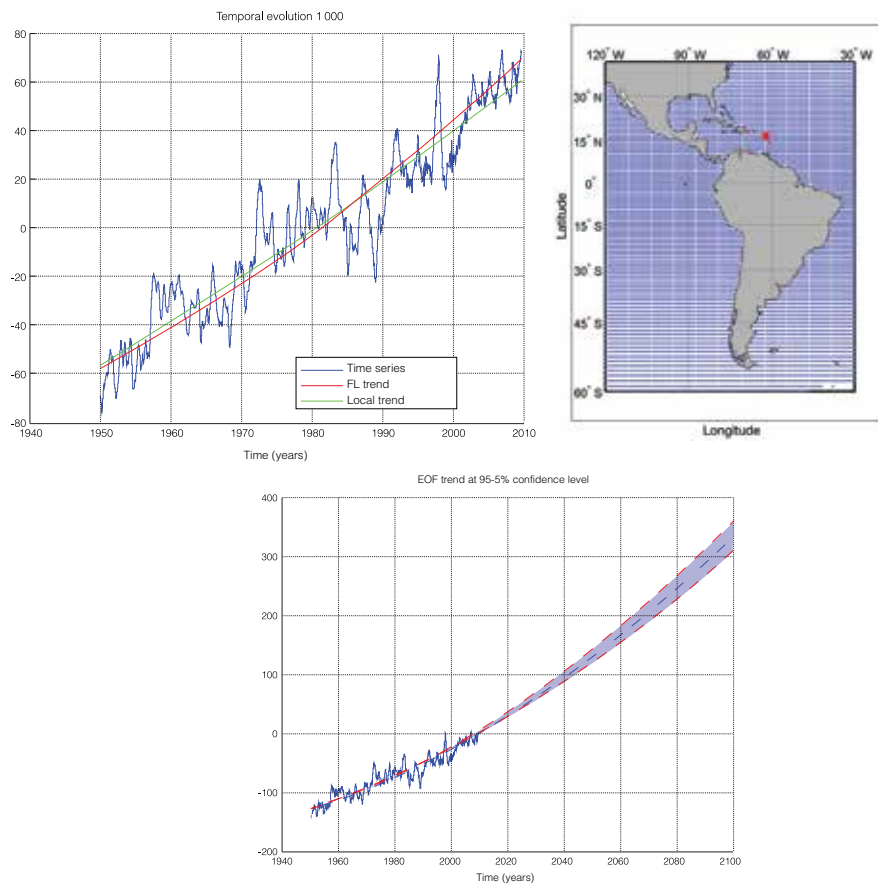 Temporal evolution 1 000
80
60
40
20
0
-20
-40
-60
-80
1940 1950 1960 1970 1980 1990 2000 2010
Time (years)
Time series
FL trend
Local trend
120° W 90° W 60° W 30° W
30° N
15° N
0°
15° S
30° S
45° S
60° S
Latitude
Longitude
EOF trend at 95-5% confidence level
400
300
200
100
0
-100
-200
1940 1960 1980 2000 2020 2040 2060 2080 2100
Time (years)